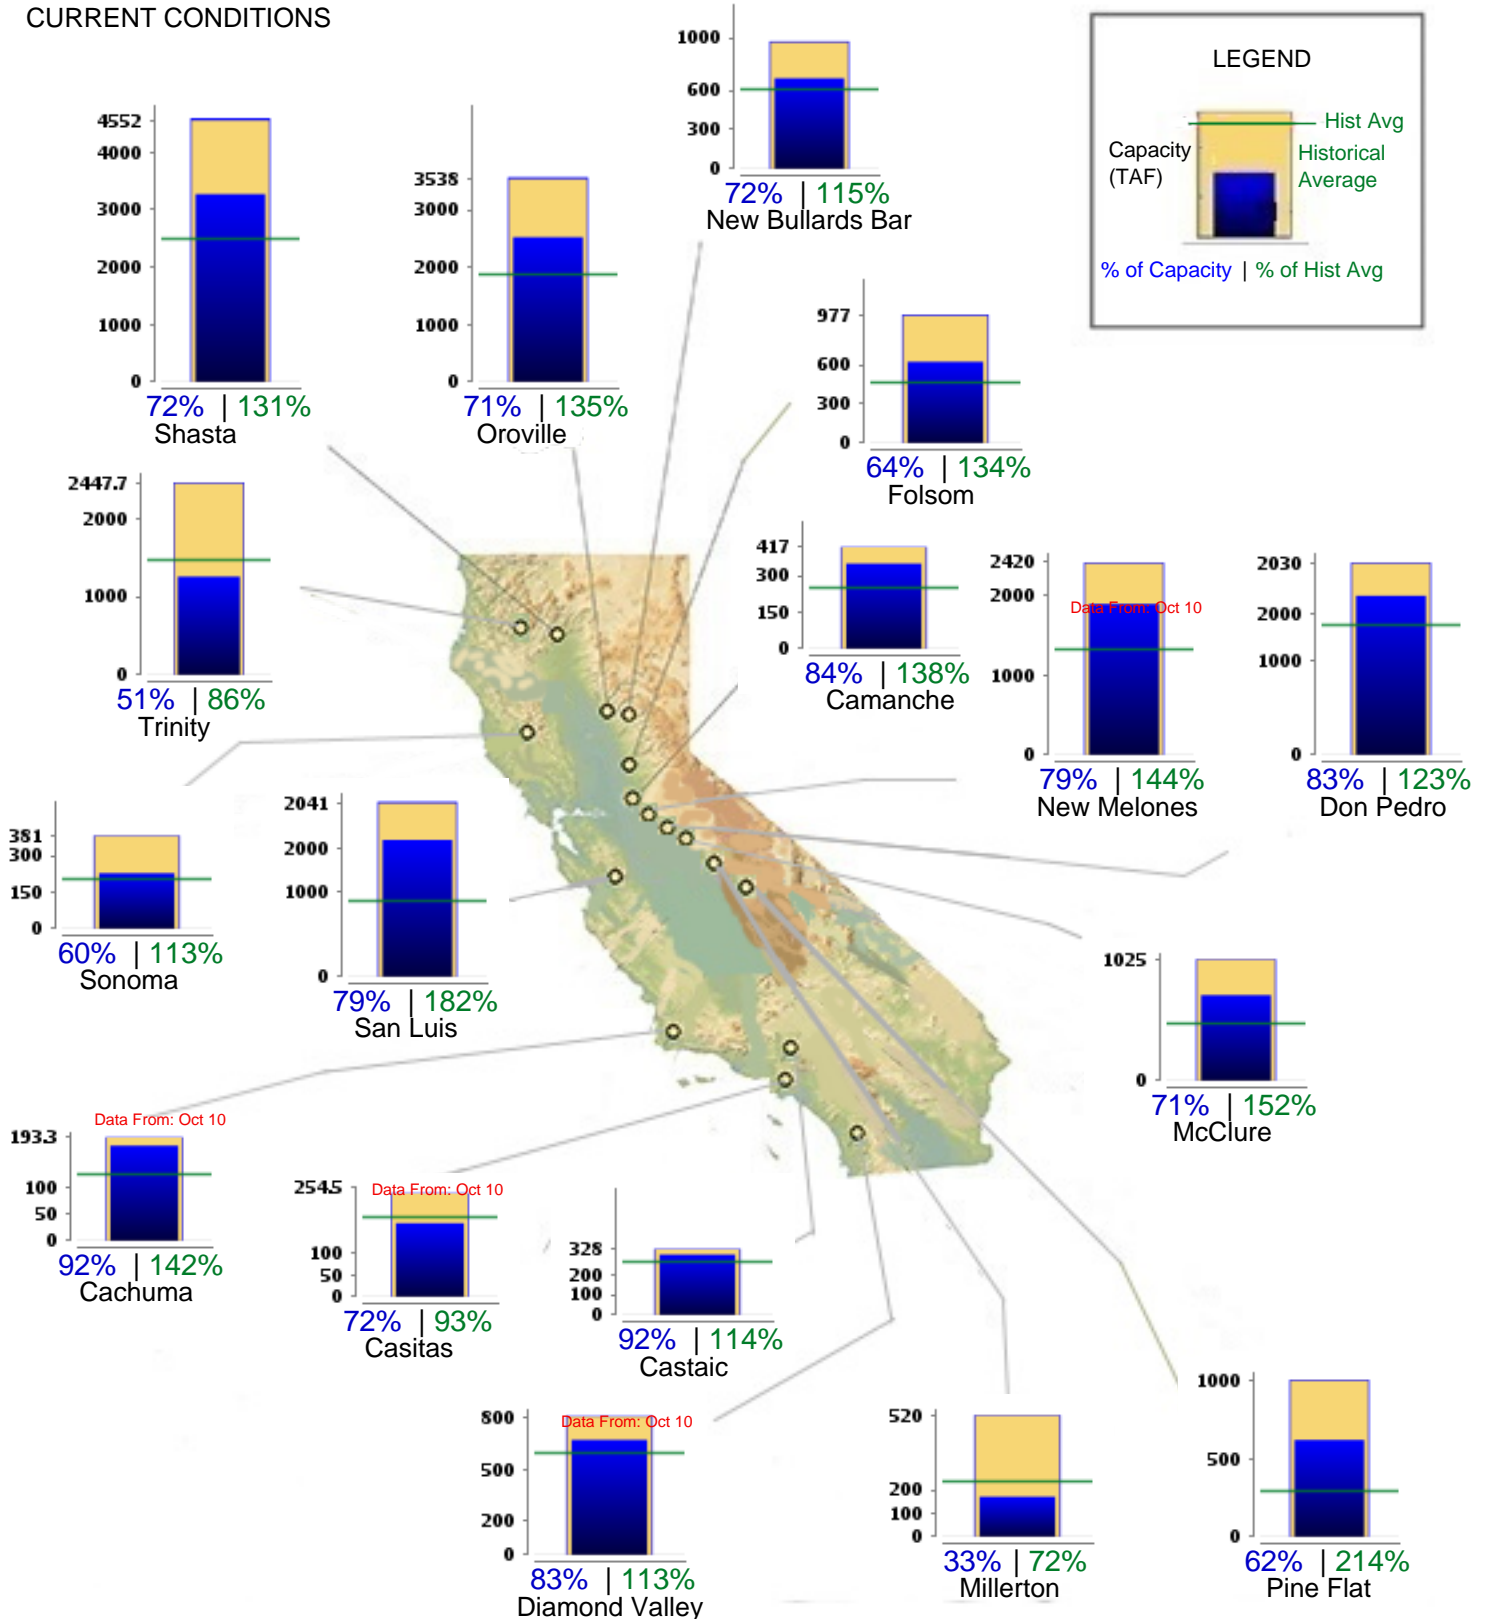 CURRENT CONDITIONS
LEGEND
Hist Avg
Capacity
(TAF)
Historical
Average
% of Capacity | % of Hist Avg
1000
600
300
0
72% | 115%
New Bullards Bar
4552
4000
3000
2000
1000
0
72% | 131%
Shasta
3538
3000
2000
1000
0
71% | 135%
Oroville
977
600
300
0
64% | 134%
Folsom
2447.7
2000
1000
0
51% | 86%
Trinity
417
300
150
0
84% | 138%
Camanche
2420
2000
1000
0
Data From: Oct 10
79% | 144%
New Melones
2030
2000
1000
0
83% | 123%
Don Pedro
381
300
150
0
60% | 113%
Sonoma
2041
2000
1000
0
79% | 182%
San Luis
1025
0
71% | 152%
McClure
Data From: Oct 10
193.3
100
50
0
92% | 142%
Cachuma
254.5
Data From: Oct 10
100
50
0
72% | 93%
Casitas
328
200
100
0
92% | 114%
Castaic
800
Data From: Oct 10
500
200
0
83% | 113%
Diamond Valley
520
200
100
0
33% | 72%
Millerton
1000
500
0
62% | 214%
Pine Flat